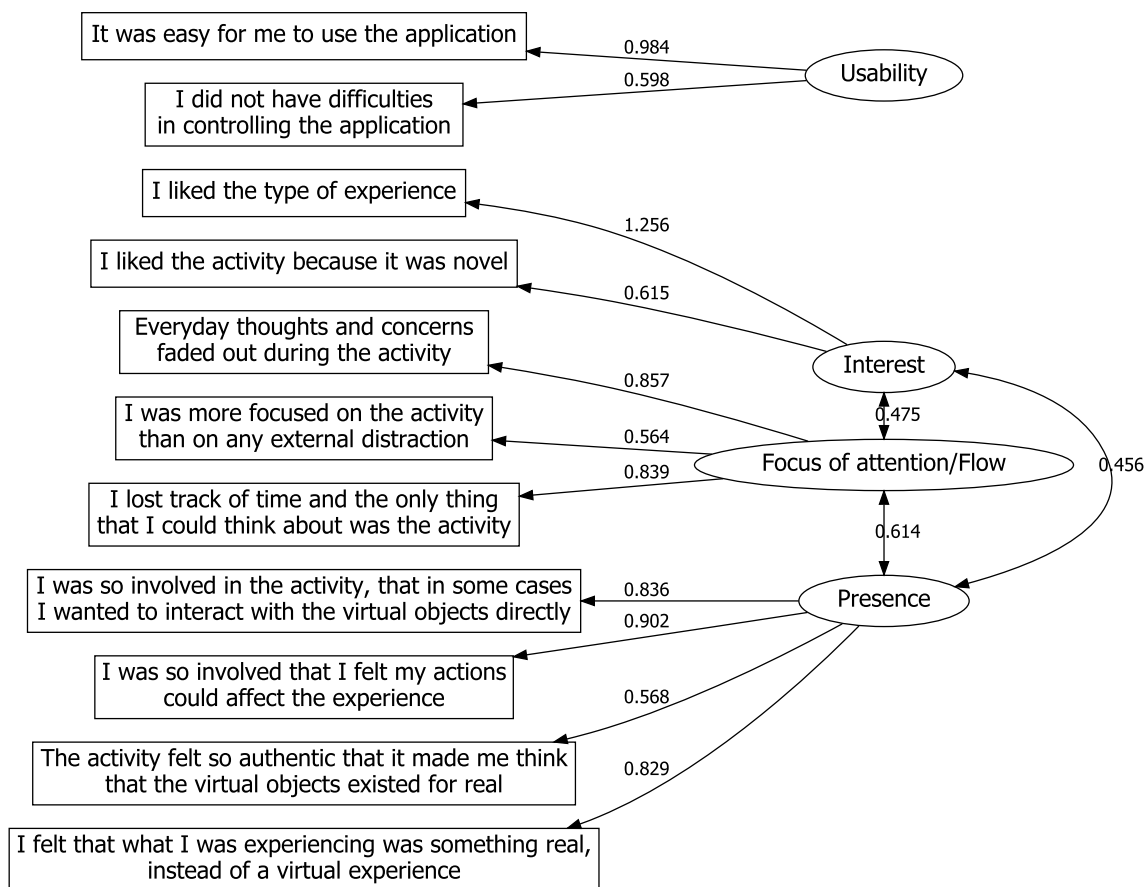 It was easy for me to use the application
0.984
Usability
0.598
I did not have difficulties
in controlling the application
I liked the type of experience
1.256
I liked the activity because it was novel
0.615
Everyday thoughts and concerns
faded out during the activity
Interest
0.857
I was more focused on the activity
than on any external distraction
0.475
0.564
Focus of attention/Flow
0.456
0.839
I lost track of time and the only thing
that I could think about was the activity
0.614
I was so involved in the activity, that in some cases
I wanted to interact with the virtual objects directly
0.836
Presence
0.902
I was so involved that I felt my actions
could affect the experience
0.568
The activity felt so authentic that it made me think
that the virtual objects existed for real
0.829
I felt that what I was experiencing was something real,
instead of a virtual experience